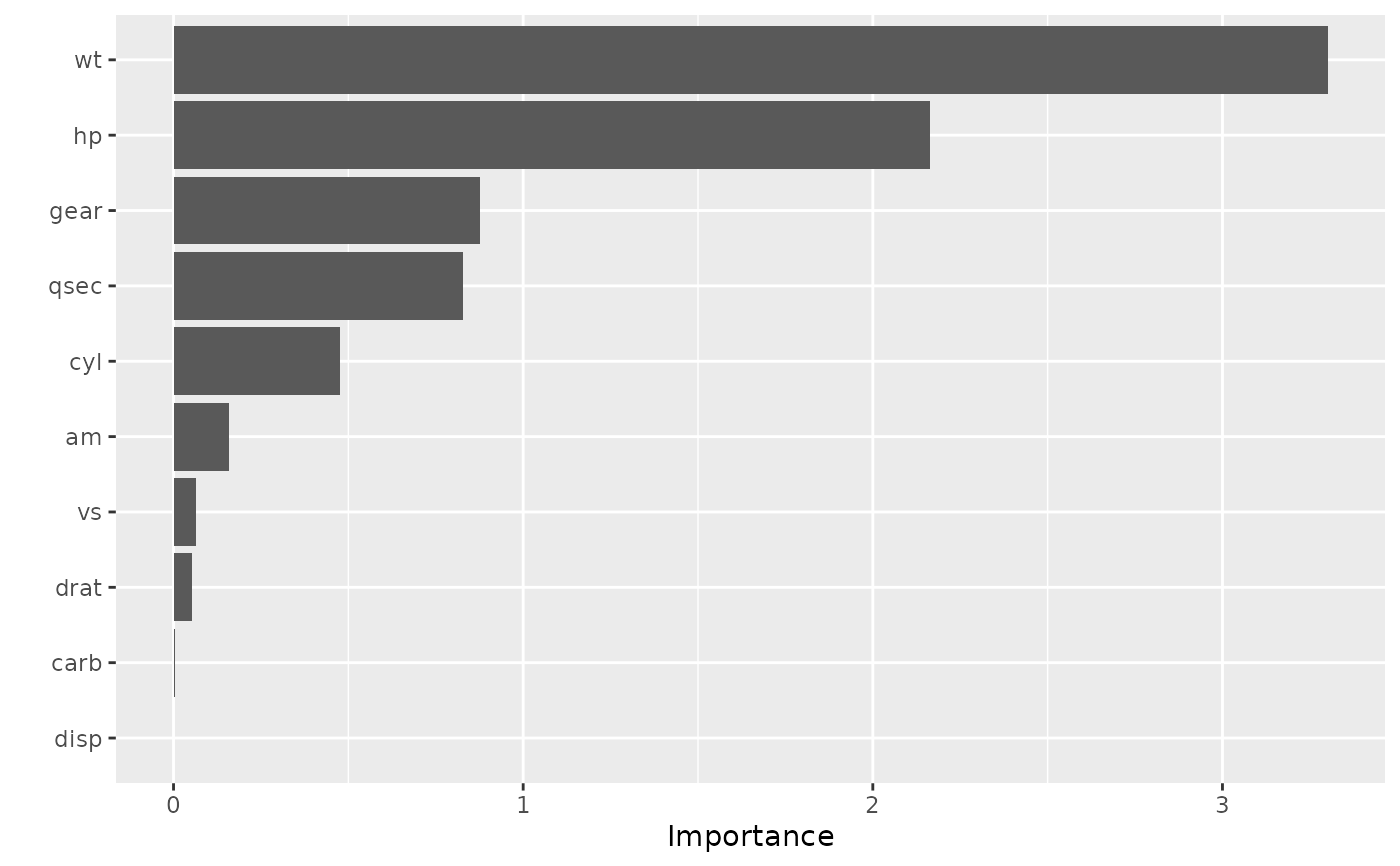 wt
hp
gear
qsec
cyl
am
vs
drat
carb
disp
0 1 2 3
Importance